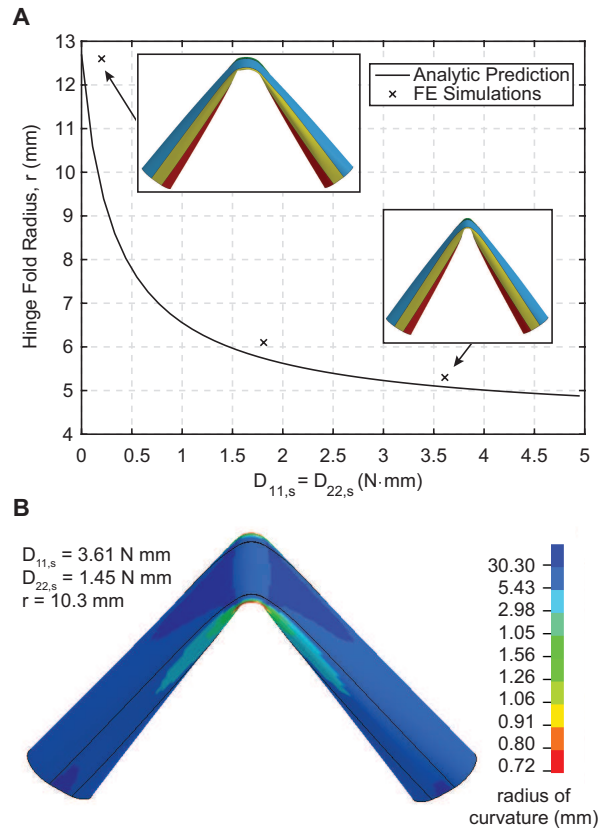 A
Hinge Fold Radius, r (mm)
13
12
11
10
9
8
7
6
5
4
Analytic Prediction
FE Simulations
0 0.5 1 1.5 2 2.5 3 3.5 4 4.5 5
D11,s = D22,s (N·mm)
B
D11,s = 3.61 N mm
D22,s = 1.45 N mm
r = 10.3 mm
30.30
5.43
2.98
1.05
1.56
1.26
1.06
0.91
0.80
0.72
radius of
curvature (mm)